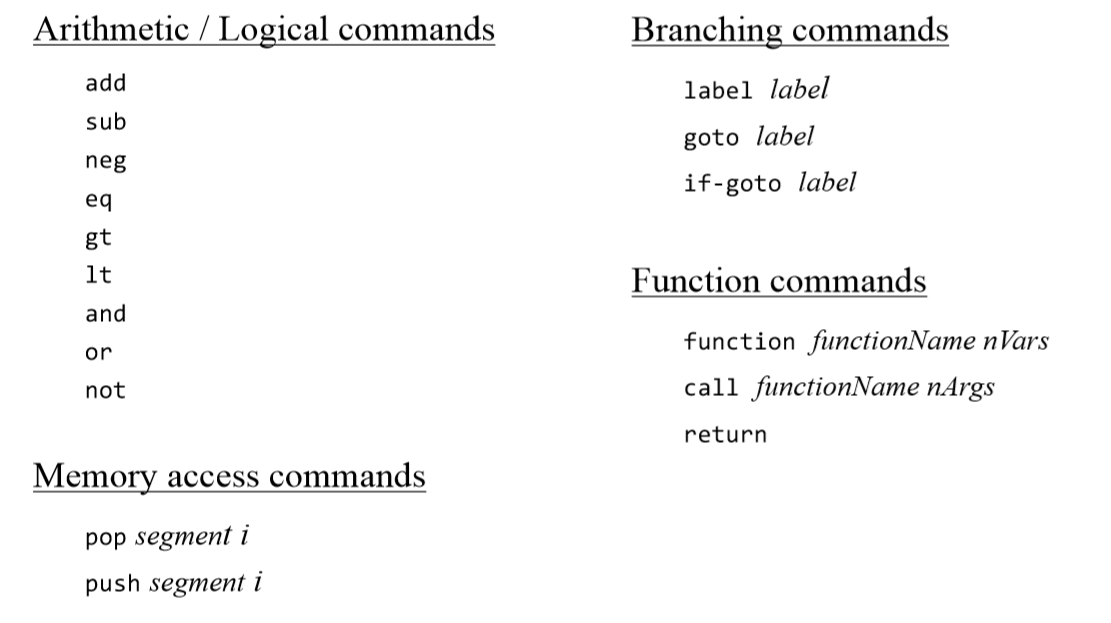 Arithmetic / Logical commands
add
sub
neg
eq
gt
lt
and
or
not
Memory access commands
pop segment i
push segment i
Branching commands
label label
goto label
if-goto label
Function commands
function functionName nVars
call functionName nArgs
return